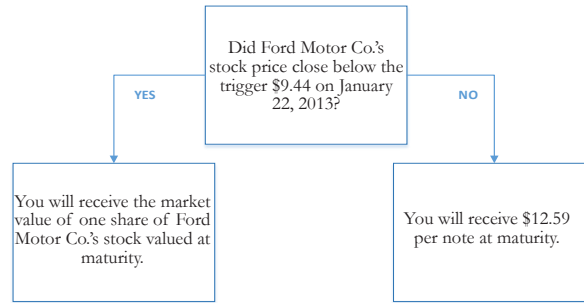 Did Ford Motor Co.'s
stock price close below the
trigger $9.44 on January
22, 2013?
YES
NO
You will receive the market
value of one share of Ford
Motor Co.'s stock valued at
maturity.
You will receive $12.59
per note at maturity.